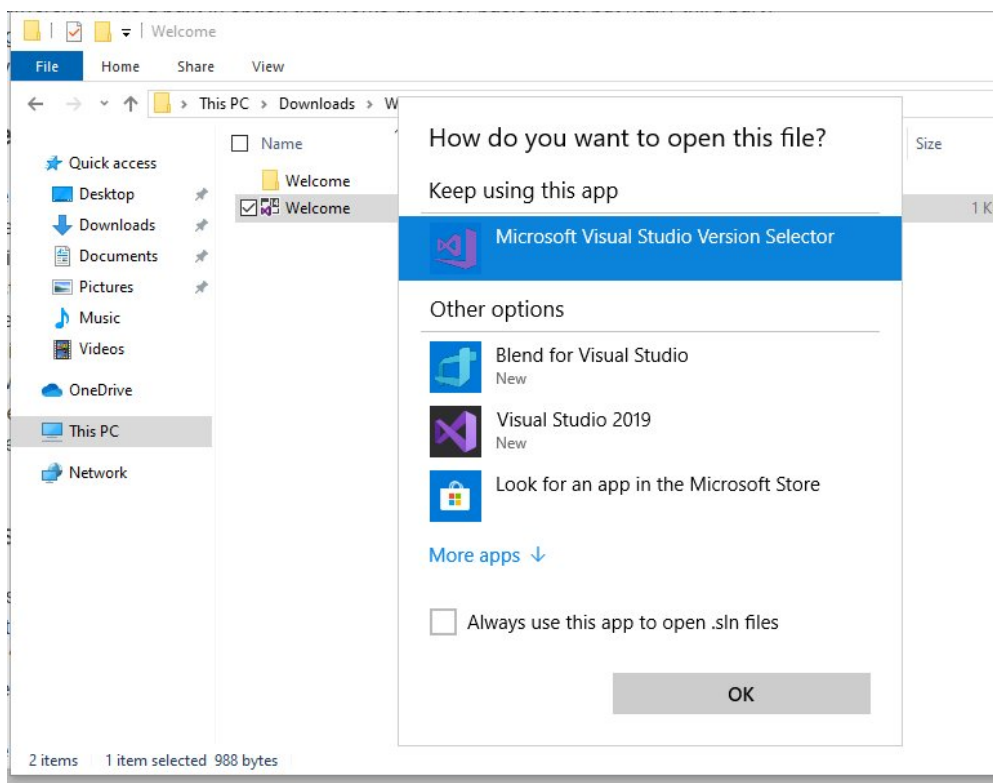 Welcome
File Home Share View
This PC > Downloads > W
How do you want to open this file?
Name
Size
Keep using this app
Quick access
Welcome
Desktop
Welcome
1 K
Microsoft Visual Studio Version Selector
Downloads
Documents
Pictures
Other options
Music
Videos
Blend for Visual Studio
New
OneDrive
Visual Studio 2019
New
This PC
Network
Look for an app in the Microsoft Store
More apps
Always use this app to open .sln files
OK
2 items 1 item selected 988 bytes